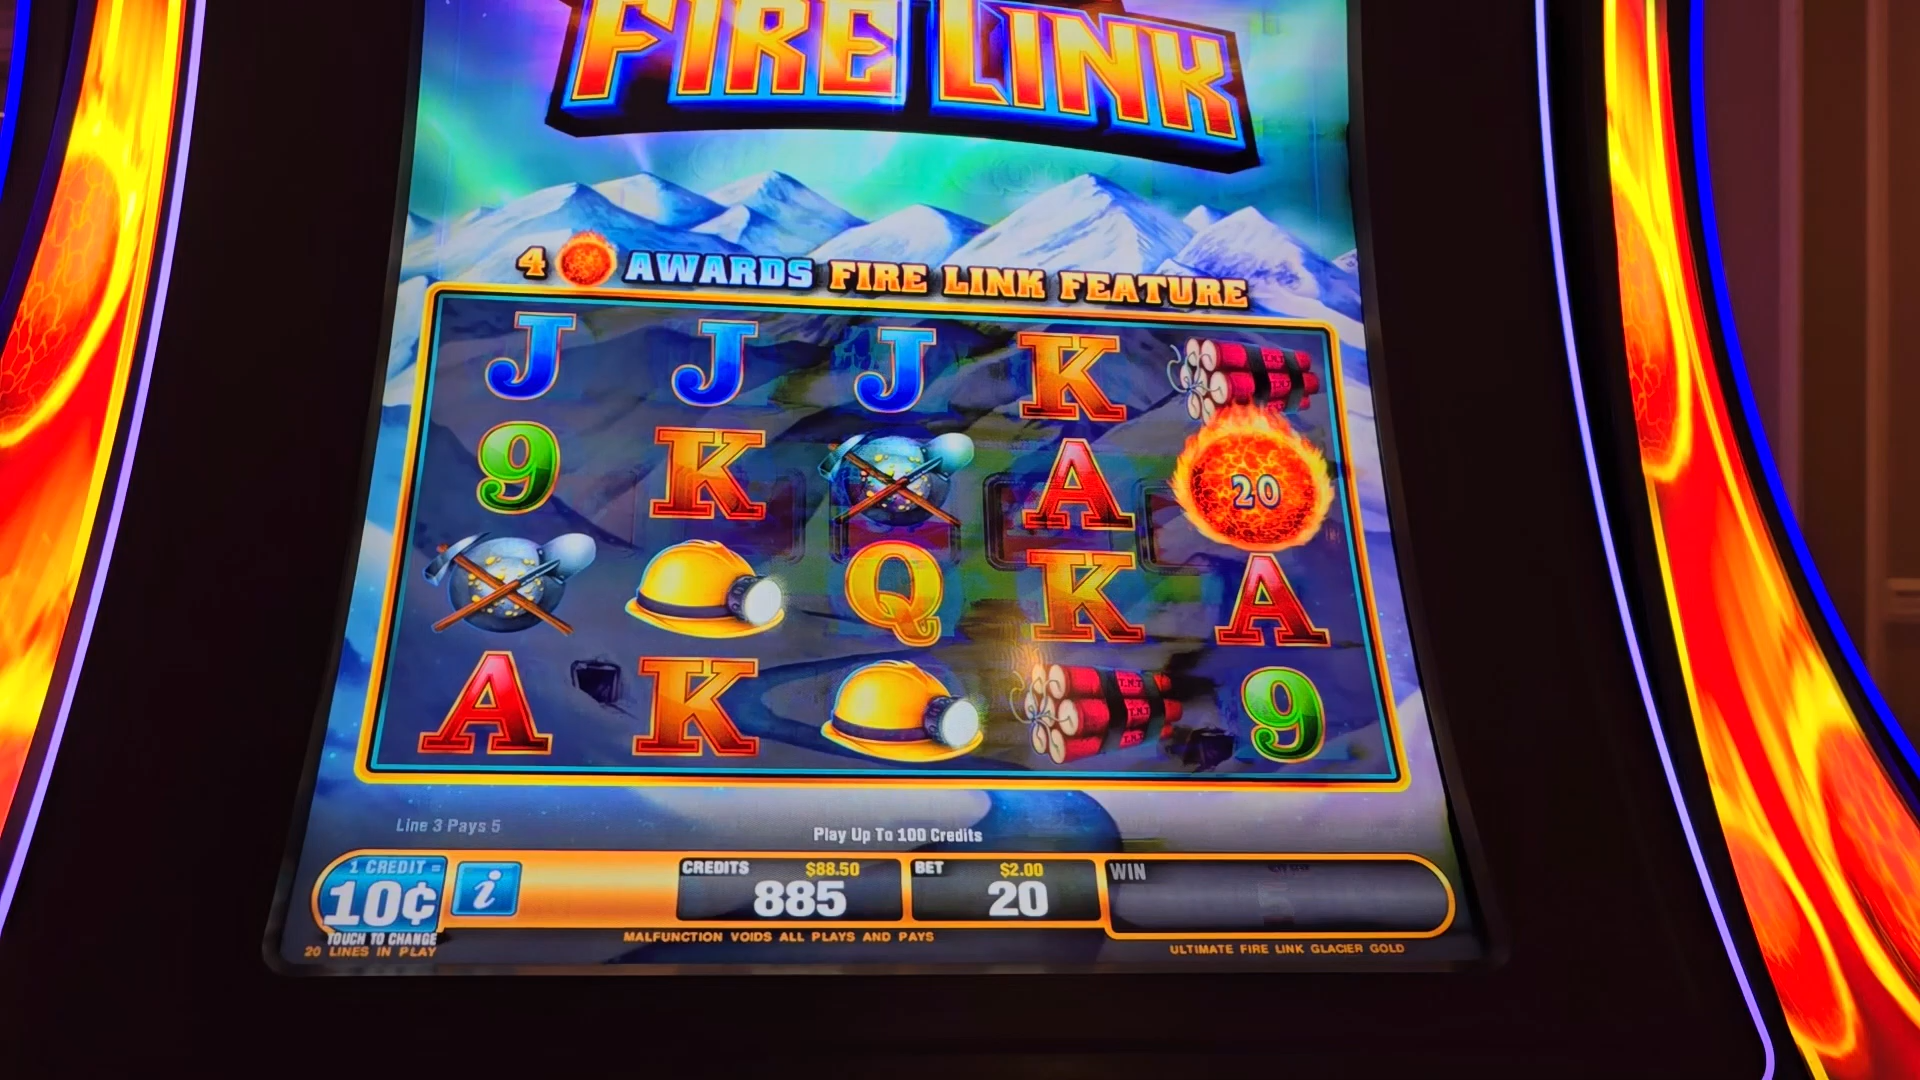 FIRE LINK
4 AWARDS FIRE LINK FEATURE
J J J K
9 K A 20
Q K A
A K T.N.T 9
Line 3 Pays 5
Play Up To 100 Credits
1 CREDIT =
10¢
TOUCH TO CHANGE
20 LINES IN PLAY
i
CREDITS $88.50
885
BET $2.00
20
WIN
MALFUNCTION VOIDS ALL PLAYS AND PAYS
ULTIMATE FIRE LINK GLACIER GOLD